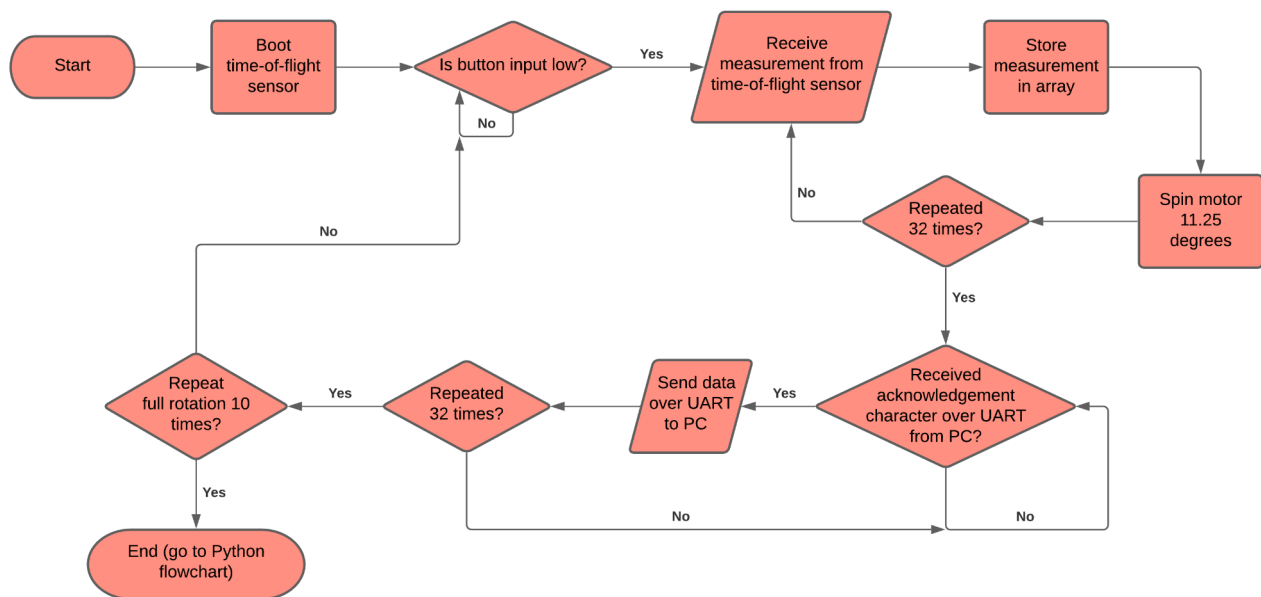 Start
Boot
time-of-flight
sensor
Is button input low?
Yes
No
Receive
measurement from
time-of-flight sensor
Store
measurement
in array
Spin motor
11.25
degrees
Repeated
32 times?
No
Yes
Received
acknowledgement
character over UART
from PC?
No
Yes
Send data
over UART
to PC
Repeated
32 times?
No
Yes
Repeat
full rotation 10
times?
No
Yes
End (go to Python
flowchart)